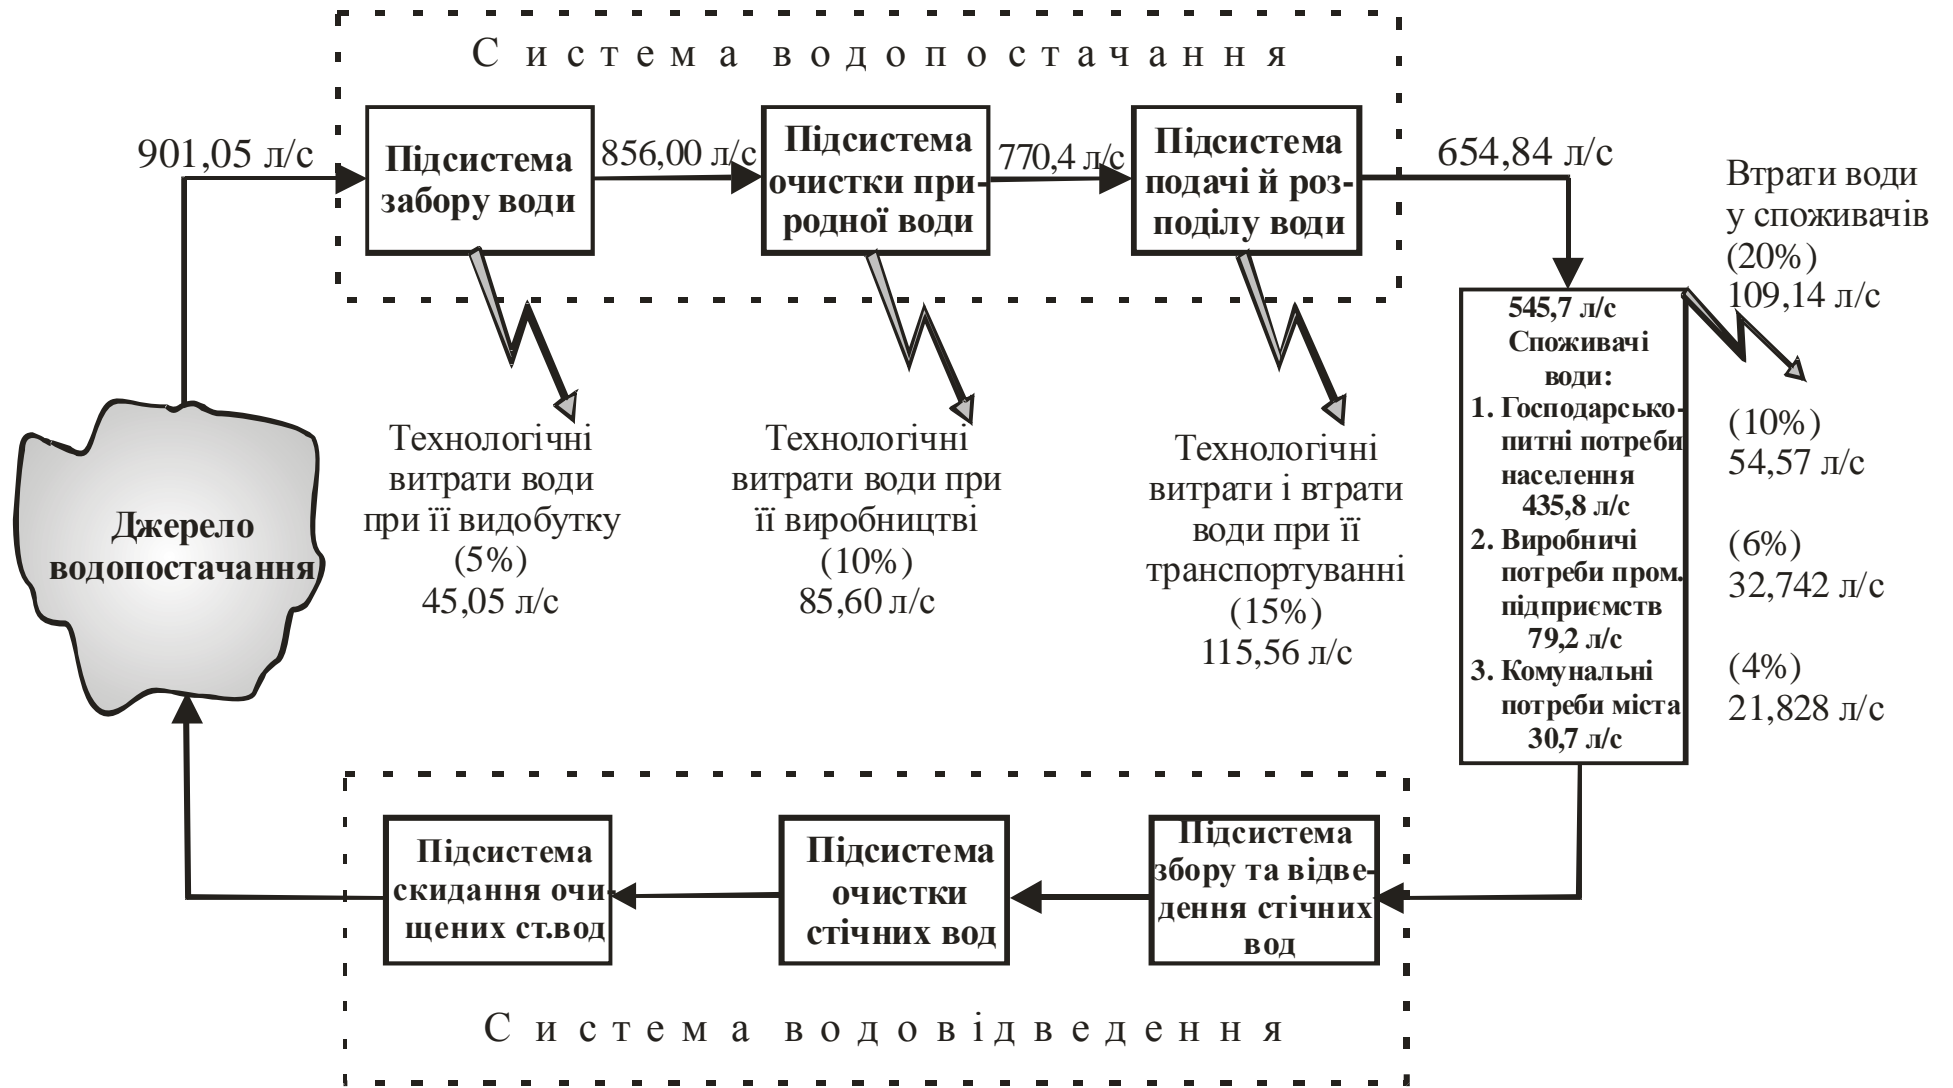 Система водопостачання
901,05 л/с
Підсистема
забору води
856,00 л/с
Підсистема
очистки при-
родної води
770,4 л/с
Підсистема
подачі й роз-
поділу води
654,84 л/с
Втрати води
у споживачів
(20%)
109,14 л/с
545,7 л/с
Споживачі
води:
1. Господарсько-
питні потреби
населення
435,8 л/с
2. Виробничі
потреби пром.
підприємств
79,2 л/с
3. Комунальні
потреби міста
30,7 л/с
(10%)
54,57 л/с
(6%)
32,742 л/с
(4%)
21,828 л/с
Технологічні
витрати води
при її видобутку
(5%)
45,05 л/с
Технологічні
витрати води при
її виробництві
(10%)
85,60 л/с
Технологічні
витрати і втрати
води при її
транспортуванні
(15%)
115,56 л/с
Джерело
водопостачання
Підсистема
скидання очи-
щених ст.вод
Підсистема
очистки
стічних вод
Підсистема
збору та відве-
дення стічних
вод
Система водовідведення